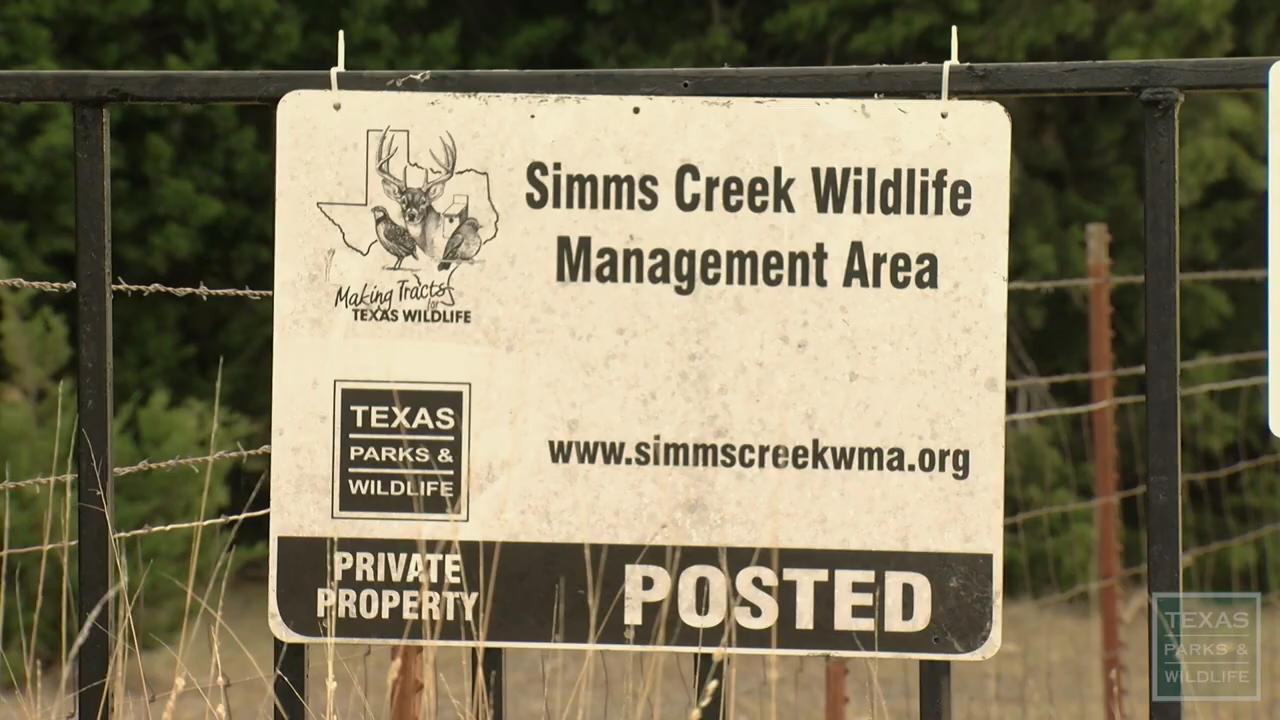 Simms Creek Wildlife
Management Area
Making Tracts
for
TEXAS WILDLIFE
TEXAS
PARKS &
WILDLIFE
www.simmscreekwma.org
PRIVATE
PROPERTY
POSTED
TEXAS
PARKS &
WILDLIFE